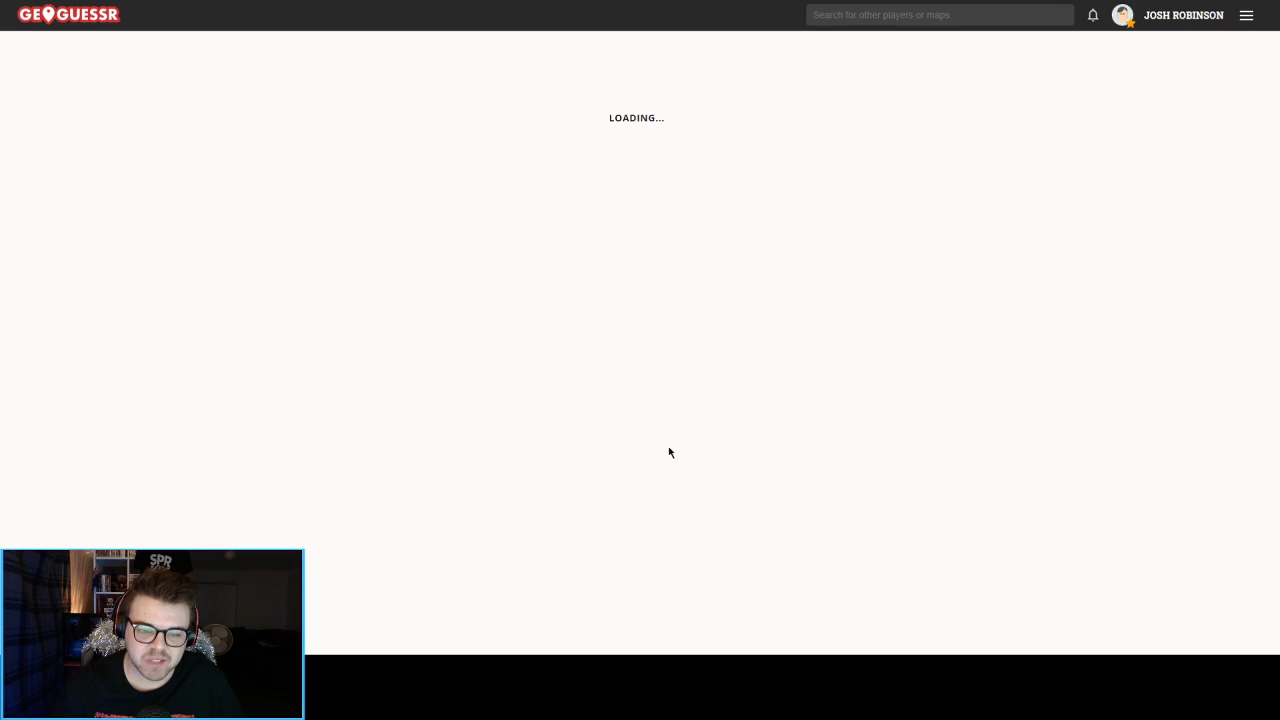 GEOGUESSR
Search for other players or maps
JOSH ROBINSON
LOADING...
SPR